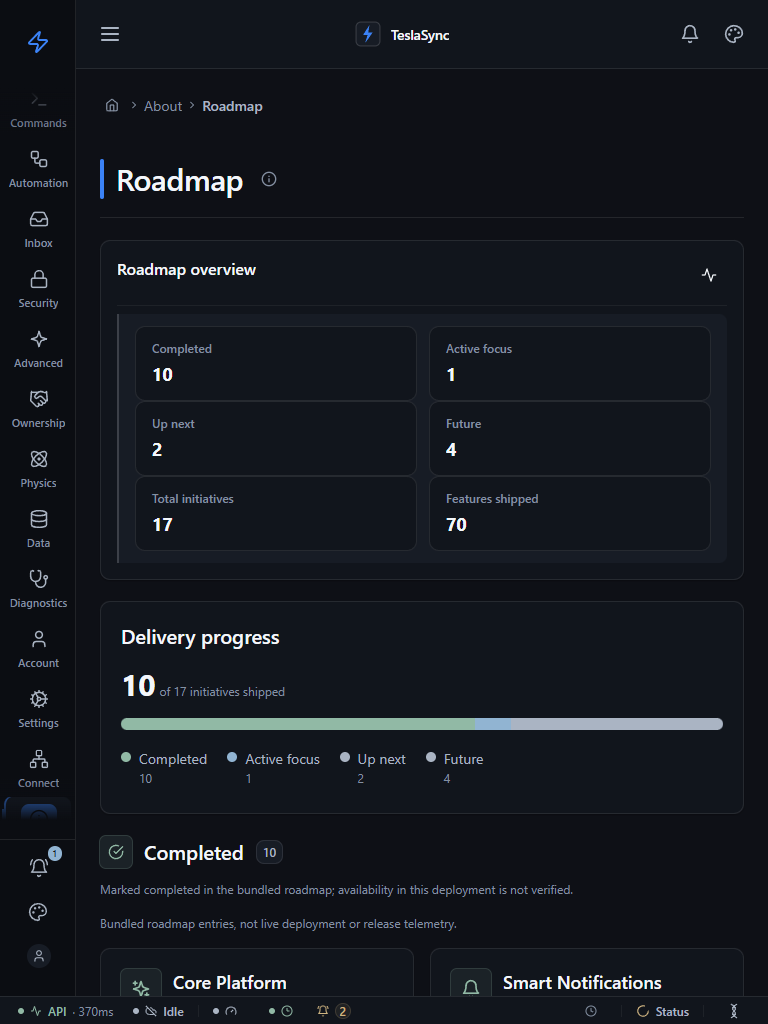 TeslaSync
Commands
Automation
Inbox
Security
Advanced
Ownership
Physics
Data
Diagnostics
Account
Settings
Connect
1
About
Roadmap
Roadmap
Roadmap overview
Completed
10
Active focus
1
Up next
2
Future
4
Total initiatives
17
Features shipped
70
Delivery progress
10 of 17 initiatives shipped
Completed
10
Active focus
1
Up next
2
Future
4
Completed 10
Marked completed in the bundled roadmap; availability in this deployment is not verified.
Bundled roadmap entries, not live deployment or release telemetry.
Core Platform
Smart Notifications
API · 370ms
Idle
2
Status